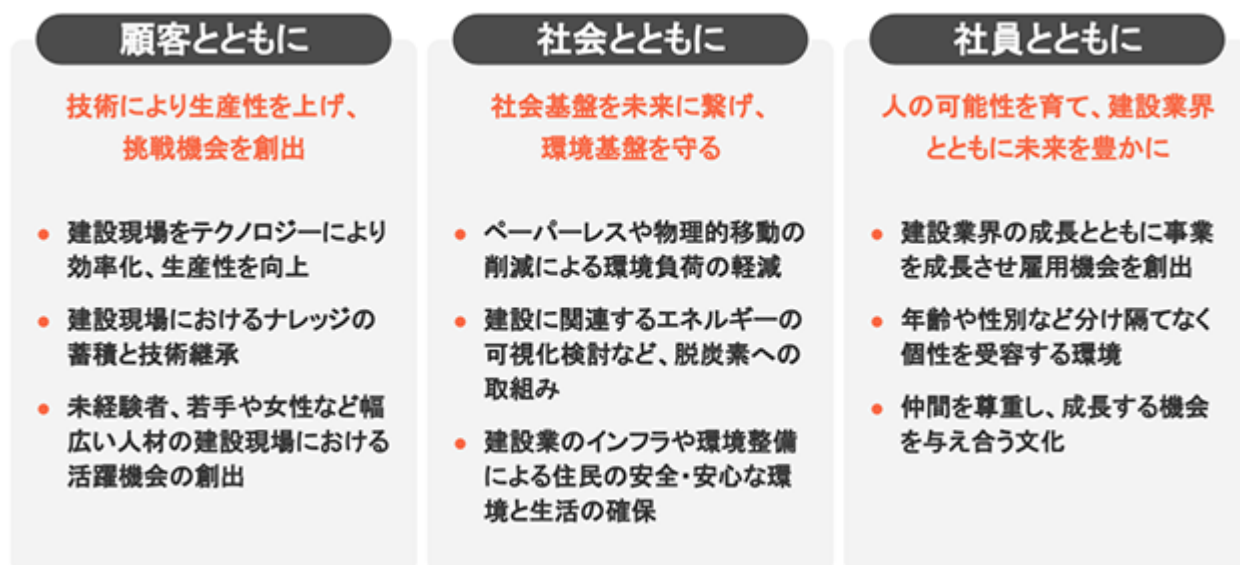 顧客とともに
技術により生産性を上げ、
挑戦機会を創出
● 建設現場をテクノロジーにより
効率化、生産性を向上
● 建設現場におけるナレッジの
蓄積と技術継承
● 未経験者、若手や女性など幅
広い人材の建設現場における
活躍機会の創出
社会とともに
社会基盤を未来に繋げ、
環境基盤を守る
● ペーパーレスや物理的移動の
削減による環境負荷の軽減
● 建設に関連するエネルギーの
可視化検討など、脱炭素への
取組み
● 建設業のインフラや環境整備
による住民の安全・安心な環
境と生活の確保
社員とともに
人の可能性を育て、建設業界
とともに未来を豊かに
● 建設業界の成長とともに事業
を成長させ雇用機会を創出
● 年齢や性別など分け隔てなく
個性を受容する環境
● 仲間を尊重し、成長する機会
を与え合う文化